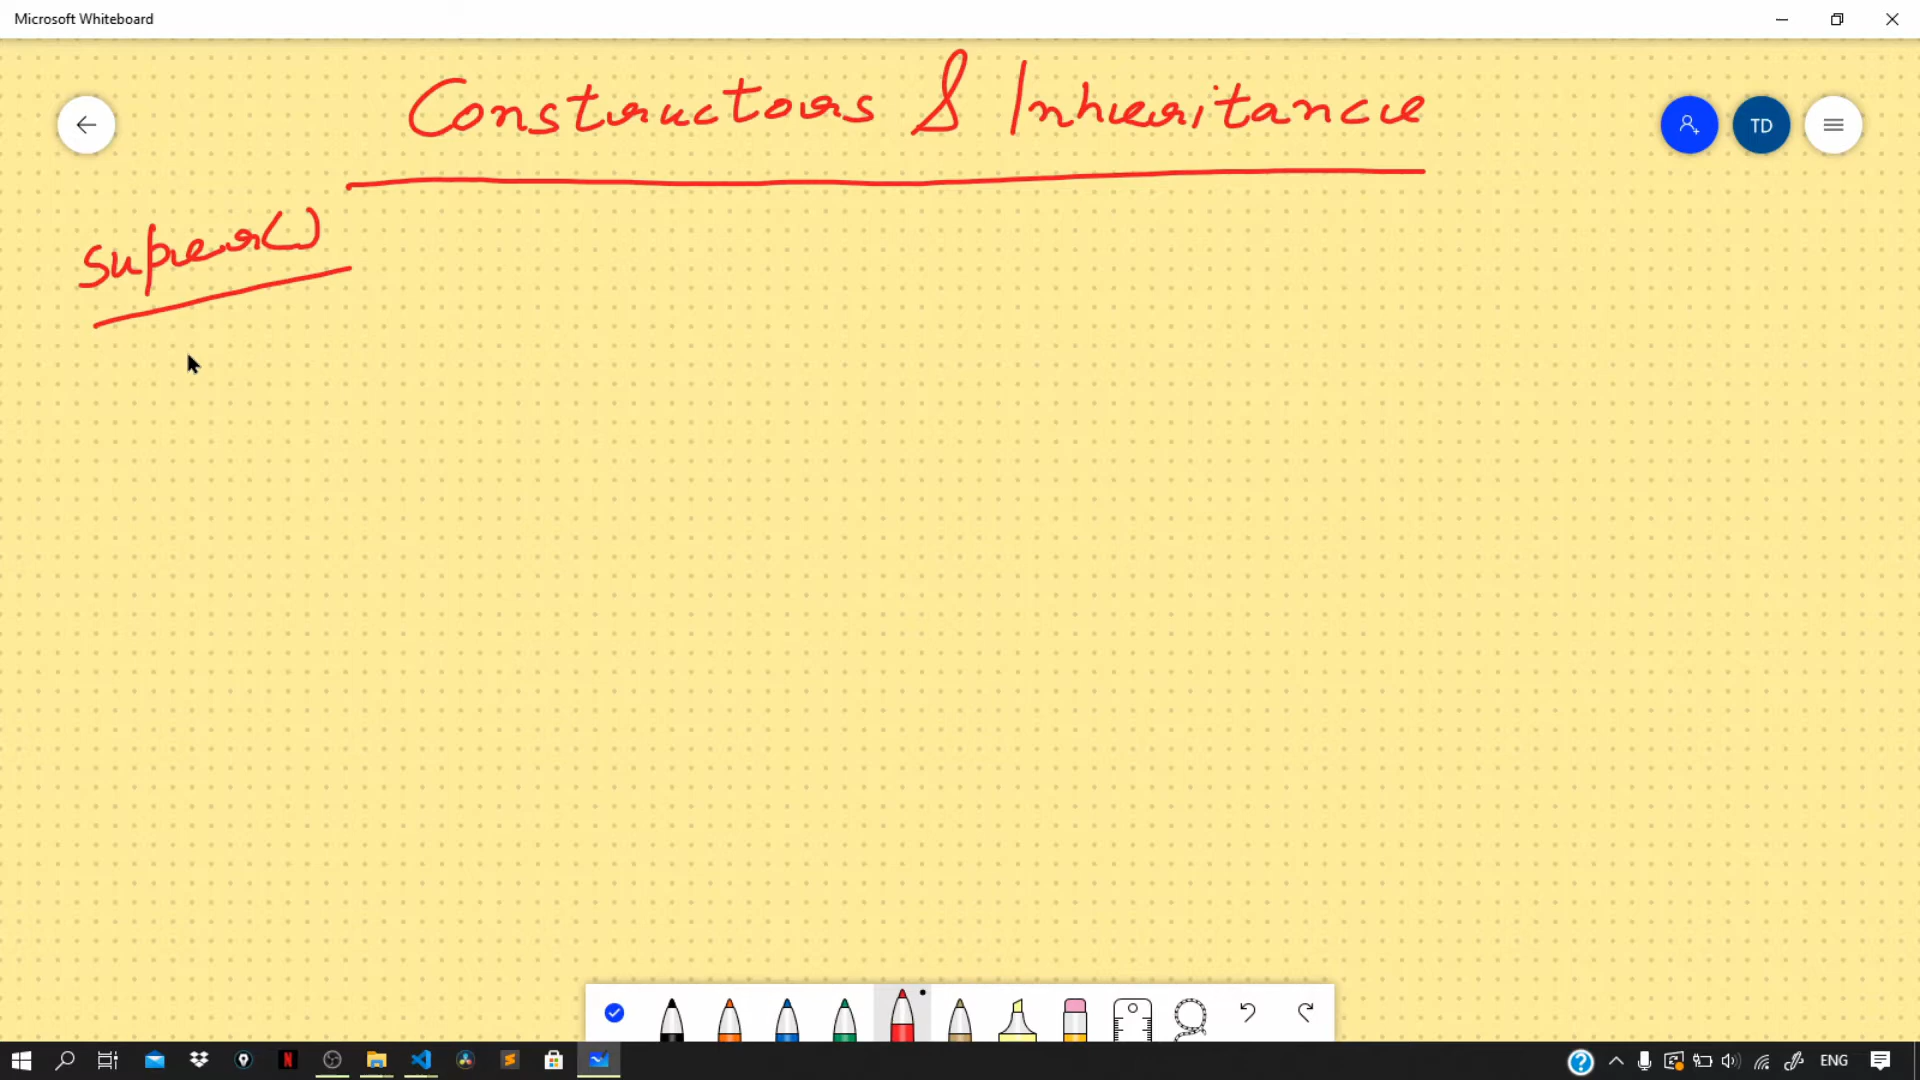 Microsoft Whiteboard
Constructors & Inheritance
TD
super()
ENG